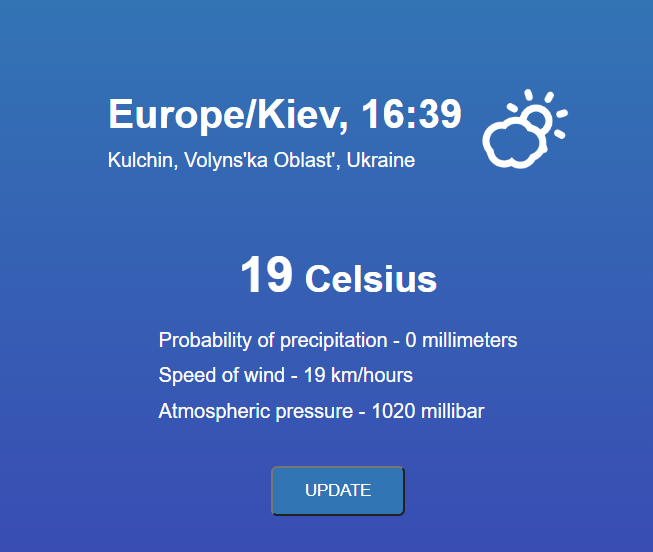 Europe/Kiev, 16:39
Kulchin, Volyns'ka Oblast', Ukraine
19 Celsius
Probability of precipitation - 0 millimeters
Speed of wind - 19 km/hours
Atmospheric pressure - 1020 millibar
UPDATE